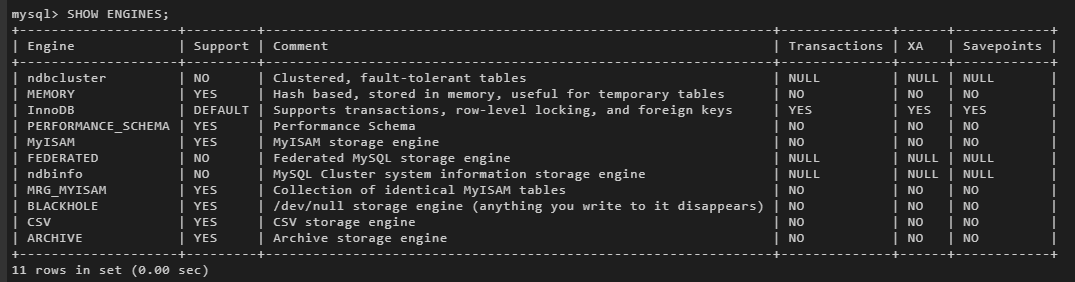 mysql> SHOW ENGINES;
+--------------------+---------+----------------------------------------------------------------+--------------+------+------------+
| Engine             | Support | Comment                                                        | Transactions | XA   | Savepoints |
+--------------------+---------+----------------------------------------------------------------+--------------+------+------------+
| ndbcluster         | NO      | Clustered, fault-tolerant tables                               | NULL         | NULL | NULL       |
| MEMORY             | YES     | Hash based, stored in memory, useful for temporary tables      | NO           | NO   | NO         |
| InnoDB             | DEFAULT | Supports transactions, row-level locking, and foreign keys     | YES          | YES  | YES        |
| PERFORMANCE_SCHEMA | YES     | Performance Schema                                             | NO           | NO   | NO         |
| MyISAM             | YES     | MyISAM storage engine                                          | NO           | NO   | NO         |
| FEDERATED          | NO      | Federated MySQL storage engine                                 | NULL         | NULL | NULL       |
| ndbinfo            | NO      | MySQL Cluster system information storage engine                | NULL         | NULL | NULL       |
| MRG_MYISAM         | YES     | Collection of identical MyISAM tables                          | NO           | NO   | NO         |
| BLACKHOLE          | YES     | /dev/null storage engine (anything you write to it disappears) | NO           | NO   | NO         |
| CSV                | YES     | CSV storage engine                                             | NO           | NO   | NO         |
| ARCHIVE            | YES     | Archive storage engine                                         | NO           | NO   | NO         |
+--------------------+---------+----------------------------------------------------------------+--------------+------+------------+
11 rows in set (0.00 sec)